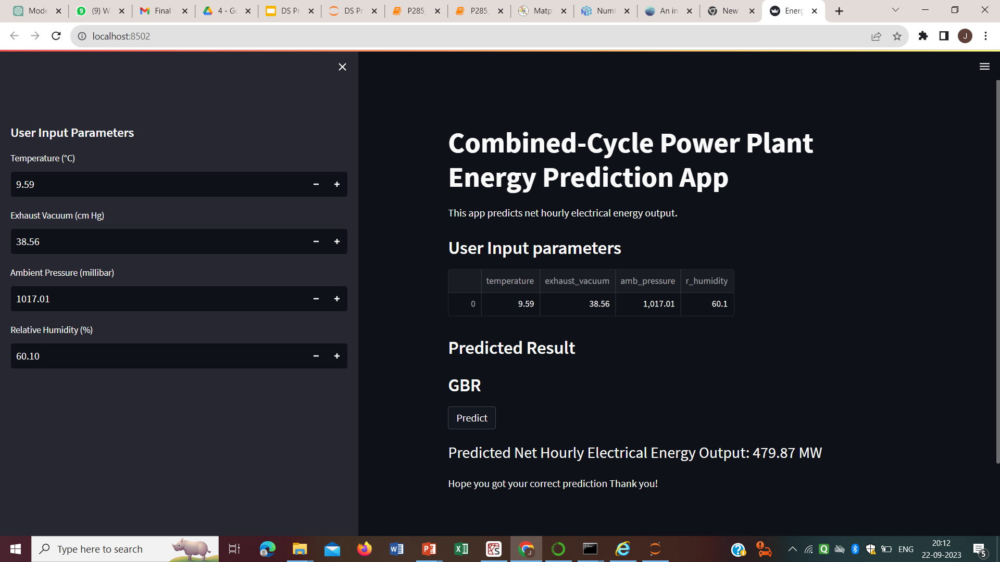 Mode
(9) W
Final
4 - Go
DS Pr
DS Pr
P285_
P285_
Matp
Num
An in
New
Energ
localhost:8502
J
User Input Parameters
Temperature (°C)
9.59
Exhaust Vacuum (cm Hg)
38.56
Ambient Pressure (millibar)
1017.01
Relative Humidity (%)
60.10
Combined-Cycle Power Plant
Energy Prediction App
This app predicts net hourly electrical energy output.
User Input parameters
temperature exhaust_vacuum amb_pressure r_humidity
0 9.59 38.56 1,017.01 60.1
Predicted Result
GBR
Predict
Predicted Net Hourly Electrical Energy Output: 479.87 MW
Hope you got your correct prediction Thank you!
Type here to search
ENG
20:12
22-09-2023
5